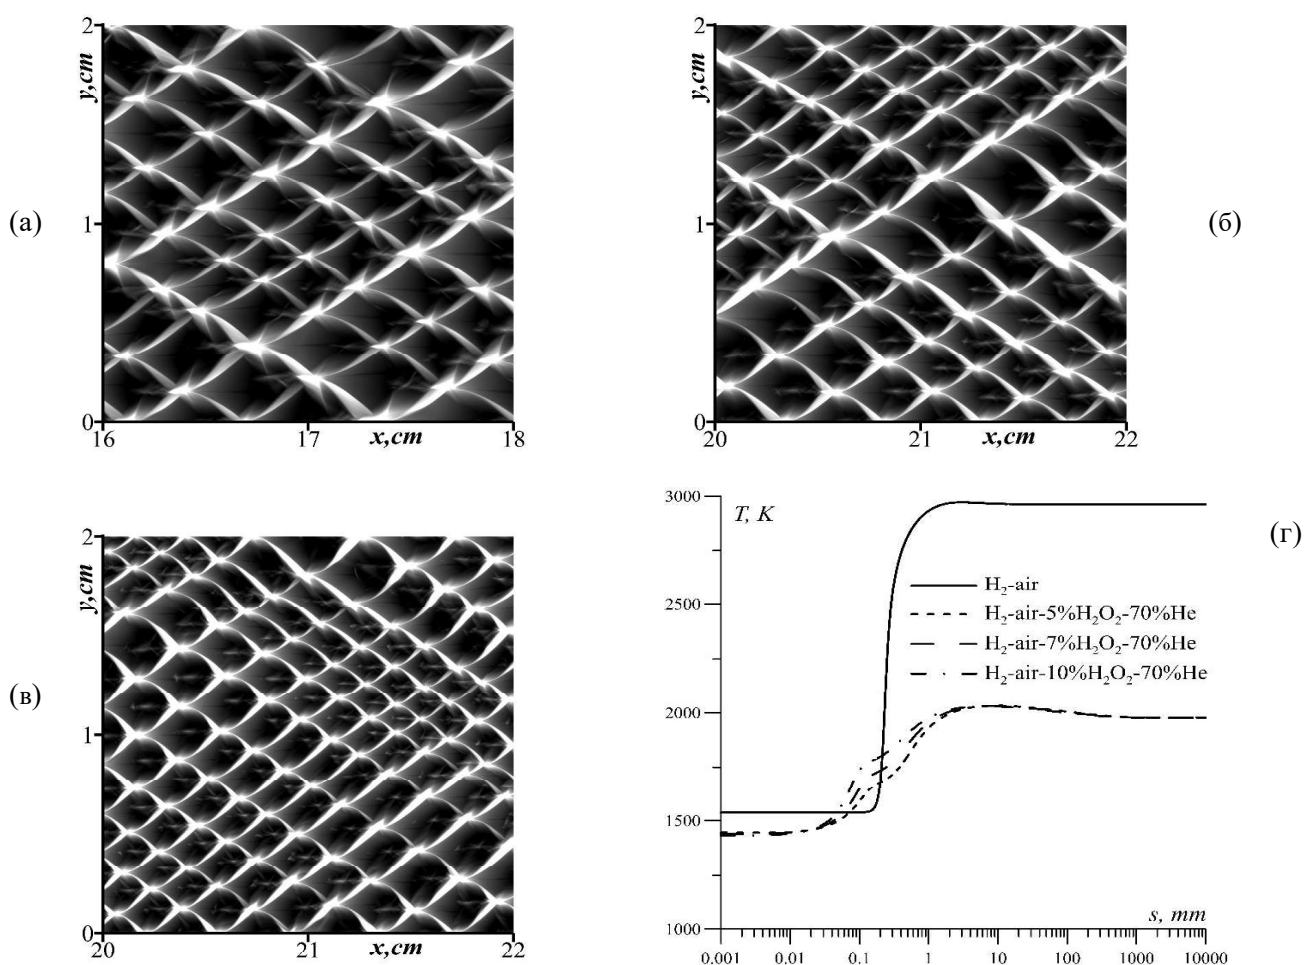 2
y,cm
(а)
1
0
16
17
x,cm
18
2
y,cm
1
(б)
0
20
21
x,cm
22
2
y,cm
(в)
1
0
20
21
x,cm
22
3000
T, K
(г)
H₂-air
2500
H₂-air-5%H₂O₂-70%He
H₂-air-7%H₂O₂-70%He
H₂-air-10%H₂O₂-70%He
2000
1500
s, mm
1000
0.001 0.01 0.1 1 10 100 1000 10000